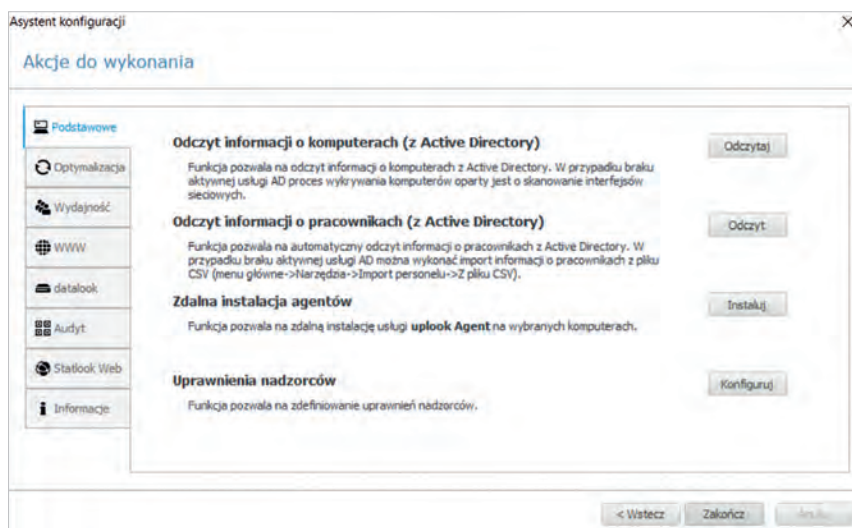 Asystent konfiguracji
Akcje do wykonania
Podstawowe
Optymalizacja
Wydajność
WWW
datalook
Audyt
Statlook Web
Informacje
Odczyt informacji o komputerach (z Active Directory)
Odczytaj
Funkcja pozwala na odczyt informacji o komputerach z Active Directory. W przypadku braku
aktywnej usługi AD proces wykrywania komputerów oparty jest o skanowanie interfejsów
sieciowych.
Odczyt informacji o pracownikach (z Active Directory)
Odczyt
Funkcja pozwala na automatyczny odczyt informacji o pracownikach z Active Directory. W
przypadku braku aktywnej usługi AD można wykonać import informacji o pracownikach z pliku
CSV (menu główne->Narzędzia->Import personelu->Z pliku CSV).
Zdalna instalacja agentów
Instaluj
Funkcja pozwala na zdalną instalację usługi uplook Agent na wybranych komputerach.
Uprawnienia nadzorców
Konfiguruj
Funkcja pozwala na zdefiniowanie uprawnień nadzorców.
< Wstecz
Zakończ